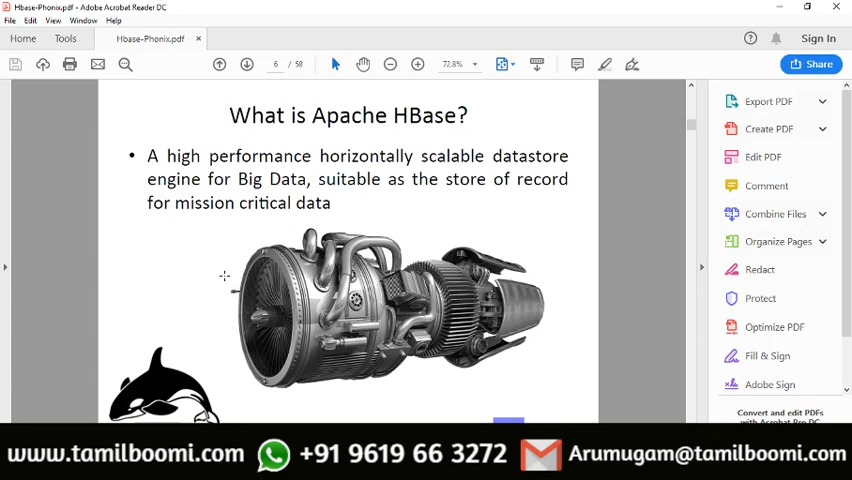 Hbase-Phonix.pdf - Adobe Acrobat Reader DC
File Edit View Window Help
Home Tools Hbase-Phonix.pdf × Sign In
6 / 58 72.8% Share
What is Apache HBase?
• A high performance horizontally scalable datastore
engine for Big Data, suitable as the store of record
for mission critical data
Export PDF
Create PDF
Edit PDF
Comment
Combine Files
Organize Pages
Redact
Protect
Optimize PDF
Fill & Sign
Adobe Sign
Convert and edit PDFs
with Acrobat Pro DC
www.tamilboomi.com +91 9619 66 3272 Arumugam@tamilboomi.com